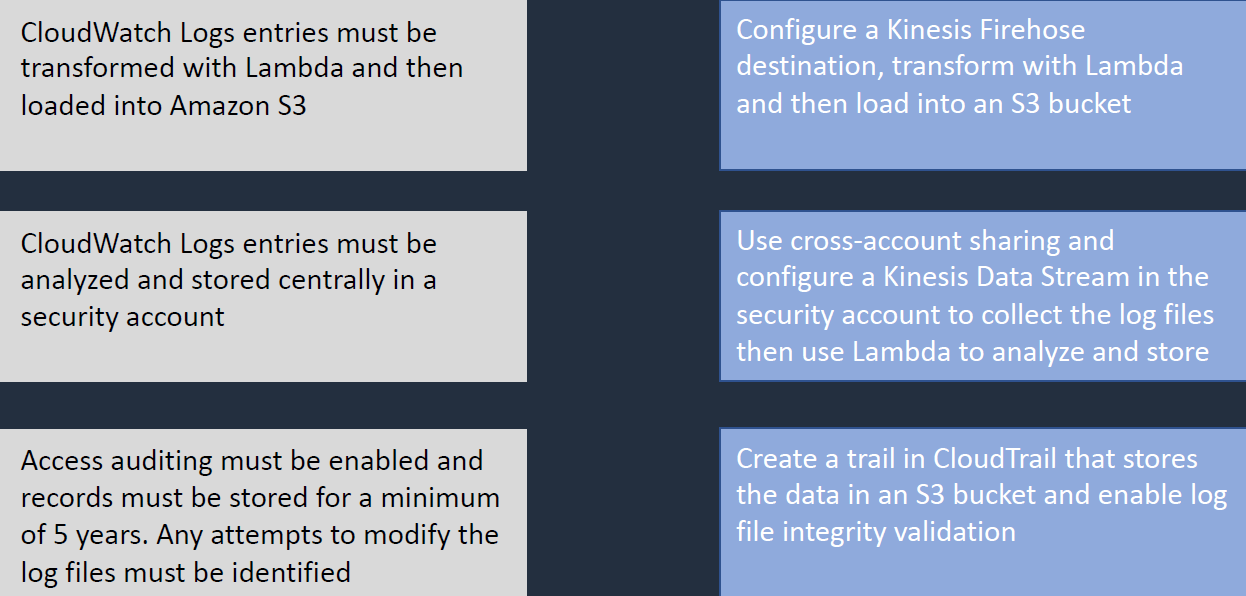 CloudWatch Logs entries must be
transformed with Lambda and then
loaded into Amazon S3
Configure a Kinesis Firehose
destination, transform with Lambda
and then load into an S3 bucket
CloudWatch Logs entries must be
analyzed and stored centrally in a
security account
Use cross-account sharing and
configure a Kinesis Data Stream in the
security account to collect the log files
then use Lambda to analyze and store
Access auditing must be enabled and
records must be stored for a minimum
of 5 years. Any attempts to modify the
log files must be identified
Create a trail in CloudTrail that stores
the data in an S3 bucket and enable log
file integrity validation